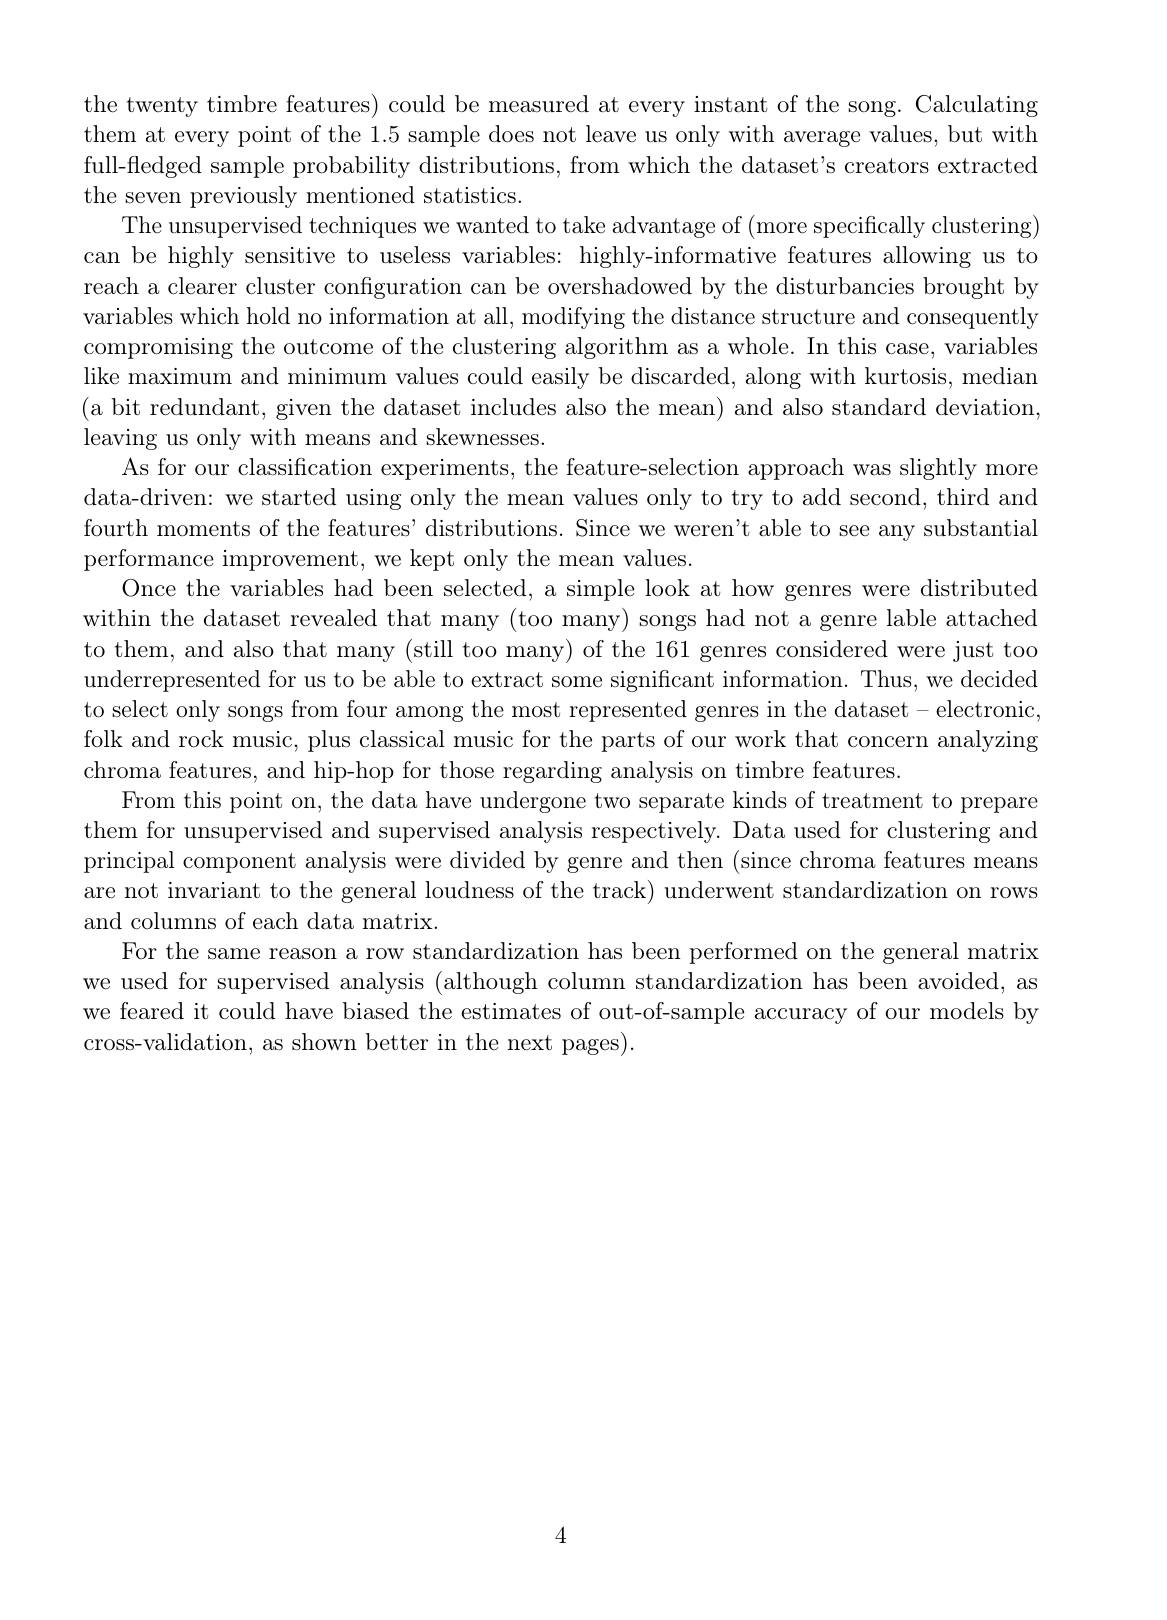 the twenty timbre features) could be measured at every instant of the song. Calculating
them at every point of the 1.5 sample does not leave us only with average values, but with
full-fledged sample probability distributions, from which the dataset's creators extracted
the seven previously mentioned statistics.
The unsupervised techniques we wanted to take advantage of (more specifically clustering)
can be highly sensitive to useless variables: highly-informative features allowing us to
reach a clearer cluster configuration can be overshadowed by the disturbancies brought by
variables which hold no information at all, modifying the distance structure and consequently
compromising the outcome of the clustering algorithm as a whole. In this case, variables
like maximum and minimum values could easily be discarded, along with kurtosis, median
(a bit redundant, given the dataset includes also the mean) and also standard deviation,
leaving us only with means and skewnesses.
As for our classification experiments, the feature-selection approach was slightly more
data-driven: we started using only the mean values only to try to add second, third and
fourth moments of the features' distributions. Since we weren't able to see any substantial
performance improvement, we kept only the mean values.
Once the variables had been selected, a simple look at how genres were distributed
within the dataset revealed that many (too many) songs had not a genre lable attached
to them, and also that many (still too many) of the 161 genres considered were just too
underrepresented for us to be able to extract some significant information. Thus, we decided
to select only songs from four among the most represented genres in the dataset – electronic,
folk and rock music, plus classical music for the parts of our work that concern analyzing
chroma features, and hip-hop for those regarding analysis on timbre features.
From this point on, the data have undergone two separate kinds of treatment to prepare
them for unsupervised and supervised analysis respectively. Data used for clustering and
principal component analysis were divided by genre and then (since chroma features means
are not invariant to the general loudness of the track) underwent standardization on rows
and columns of each data matrix.
For the same reason a row standardization has been performed on the general matrix
we used for supervised analysis (although column standardization has been avoided, as
we feared it could have biased the estimates of out-of-sample accuracy of our models by
cross-validation, as shown better in the next pages).
4